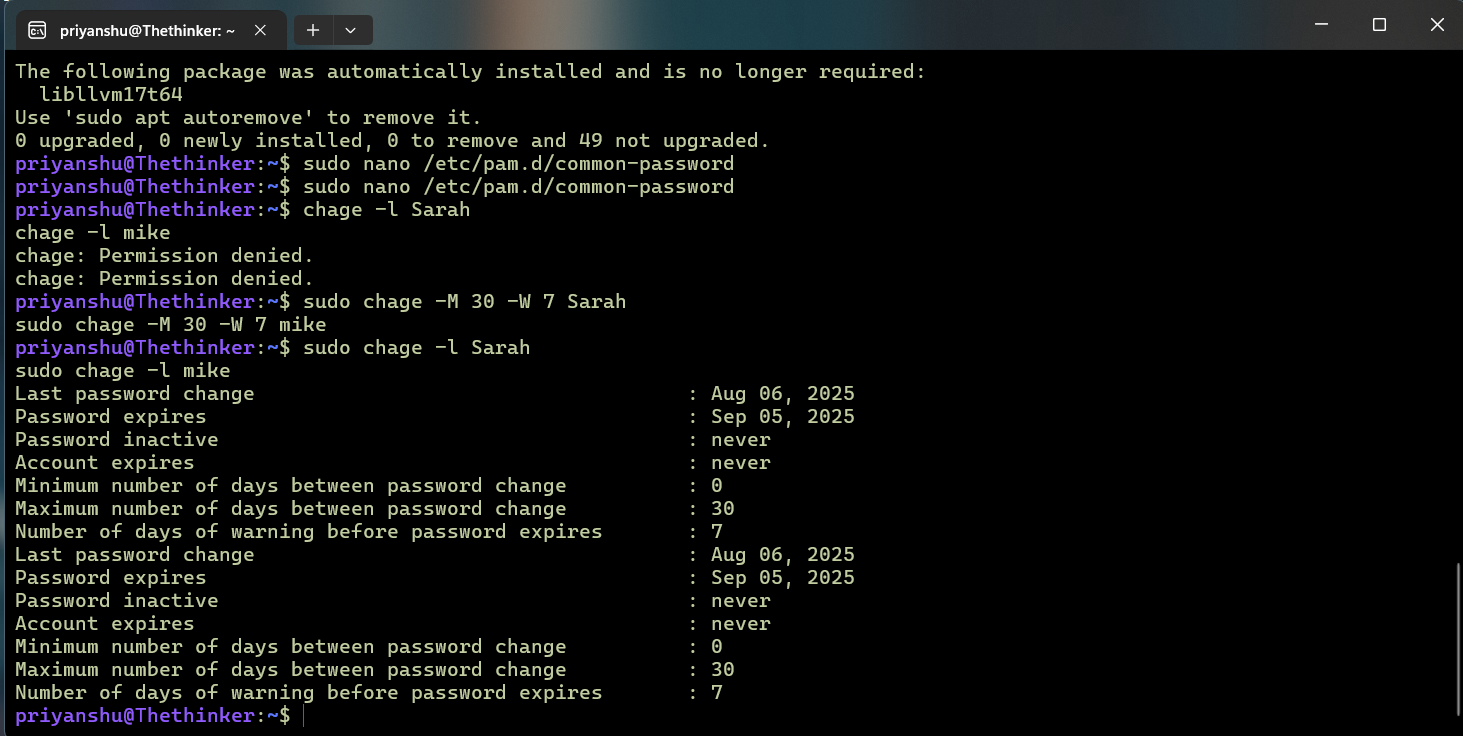 priyanshu@Thethinker: ~
The following package was automatically installed and is no longer required:
  libllvm17t64
Use 'sudo apt autoremove' to remove it.
0 upgraded, 0 newly installed, 0 to remove and 49 not upgraded.
priyanshu@Thethinker:~$ sudo nano /etc/pam.d/common-password
priyanshu@Thethinker:~$ sudo nano /etc/pam.d/common-password
priyanshu@Thethinker:~$ chage -l Sarah
chage -l mike
chage: Permission denied.
chage: Permission denied.
priyanshu@Thethinker:~$ sudo chage -M 30 -W 7 Sarah
sudo chage -M 30 -W 7 mike
priyanshu@Thethinker:~$ sudo chage -l Sarah
sudo chage -l mike
Last password change : Aug 06, 2025
Password expires : Sep 05, 2025
Password inactive : never
Account expires : never
Minimum number of days between password change : 0
Maximum number of days between password change : 30
Number of days of warning before password expires : 7
Last password change : Aug 06, 2025
Password expires : Sep 05, 2025
Password inactive : never
Account expires : never
Minimum number of days between password change : 0
Maximum number of days between password change : 30
Number of days of warning before password expires : 7
priyanshu@Thethinker:~$